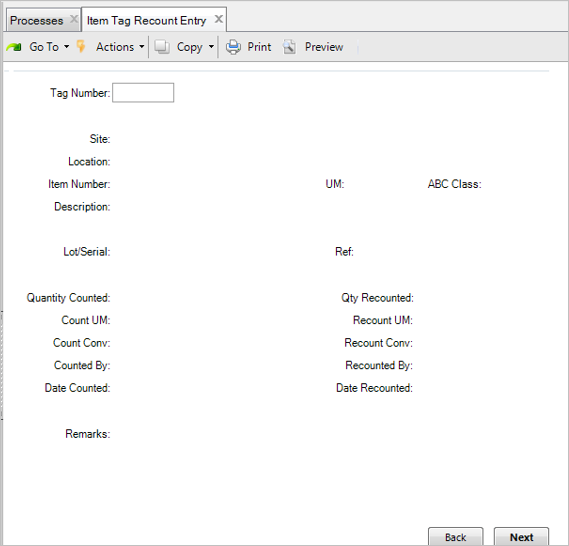 Processes Item Tag Recount Entry
Go To Actions Copy Print Preview
Tag Number:
Site:
Location:
Item Number: UM: ABC Class:
Description:
Lot/Serial: Ref:
Quantity Counted: Qty Recounted:
Count UM: Recount UM:
Count Conv: Recount Conv:
Counted By: Recounted By:
Date Counted: Date Recounted:
Remarks:
Back Next